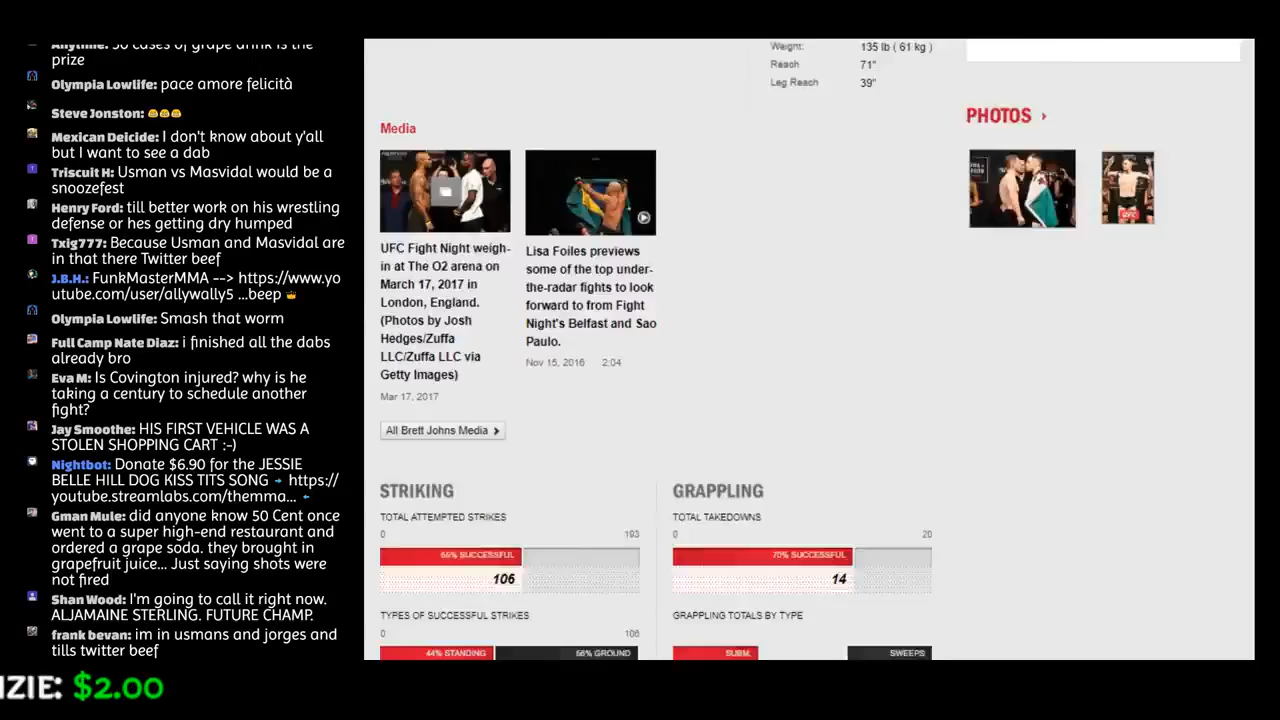 Anytime: 50 cases of grape drink is the
prize
Olympia Lowlife: pace amore felicità
Steve Jonston: 💩💩💩
Mexican Deicide: I don't know about y'all
but I want to see a dab
Triscuit H: Usman vs Masvidal would be a
snoozefest
Henry Ford: till better work on his wrestling
defense or hes getting dry humped
Txig777: Because Usman and Masvidal are
in that there Twitter beef
J.B.H.: FunkMasterMMA --> https://www.yo
utube.com/user/allywally5 ...beep 👑
Olympia Lowlife: Smash that worm
Full Camp Nate Diaz: i finished all the dabs
already bro
Eva M: Is Covington injured? why is he
taking a century to schedule another
fight?
Jay Smoothe: HIS FIRST VEHICLE WAS A
STOLEN SHOPPING CART :-)
Nightbot: Donate $6.90 for the JESSIE
BELLE HILL DOG KISS TITS SONG → https://
youtube.streamlabs.com/themma... ←
Gman Mule: did anyone know 50 Cent once
went to a super high-end restaurant and
ordered a grape soda. they brought in
grapefruit juice... Just saying shots were
not fired
Shan Wood: I'm going to call it right now.
ALJAMAINE STERLING. FUTURE CHAMP.
frank bevan: im in usmans and jorges and
tills twitter beef
IZIE: $2.00
Weight: 135 lb ( 61 kg )
Reach 71"
Leg Reach 39"
PHOTOS ›
Media
UFC Fight Night weigh-
in at The O2 arena on
March 17, 2017 in
London, England.
(Photos by Josh
Hedges/Zuffa
LLC/Zuffa LLC via
Getty Images)
Mar 17, 2017
Lisa Foiles previews
some of the top under-
the-radar fights to look
forward to from Fight
Night's Belfast and Sao
Paulo.
Nov 15, 2016 2:04
All Brett Johns Media ›
STRIKING
TOTAL ATTEMPTED STRIKES
0 193
55% SUCCESSFUL
106
TYPES OF SUCCESSFUL STRIKES
0 106
44% STANDING 56% GROUND
GRAPPLING
TOTAL TAKEDOWNS
0 20
70% SUCCESSFUL
14
GRAPPLING TOTALS BY TYPE
SUBM. SWEEPS